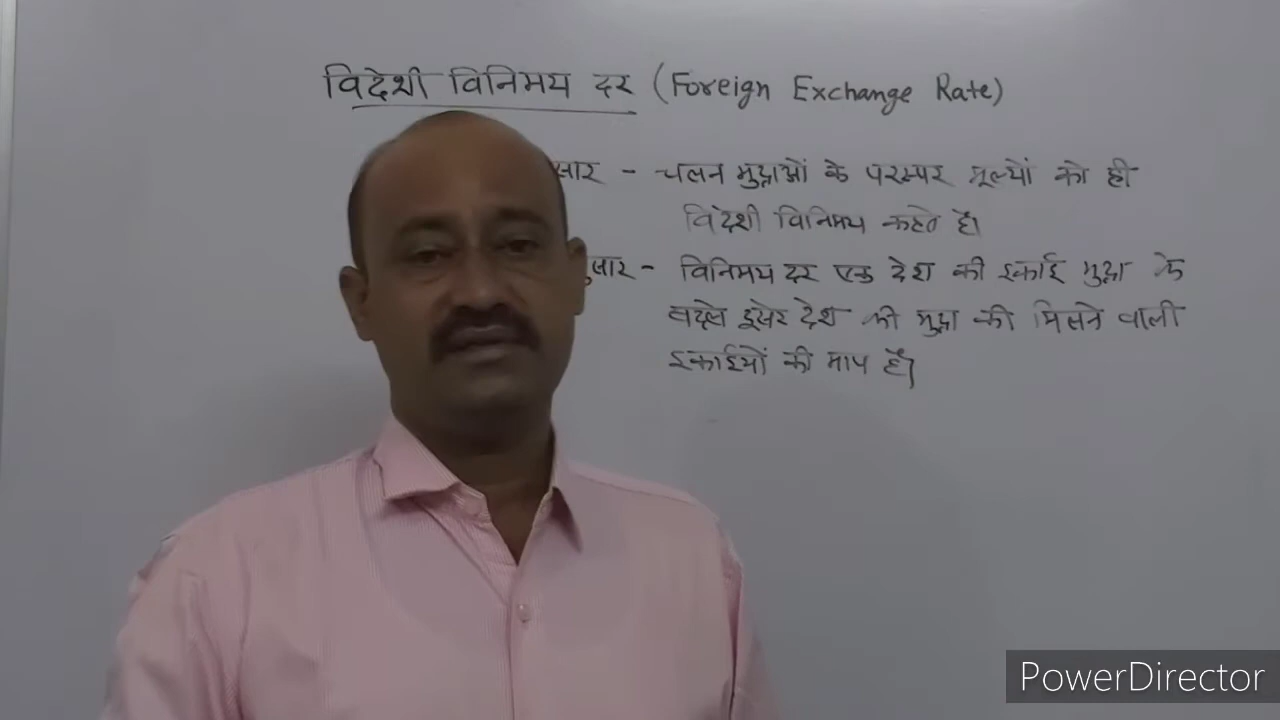 विदेशी विनिमय दर (Foreign Exchange Rate)
सार - चलन मुद्राओं के परस्पर मूल्यों को ही
विदेशी विनिमय कहते है।
नुसार - विनिमय दर एक देश की इकाई मुद्रा के
बदले दूसरे देश की मुद्रा की मिलने वाली
इकाईयों की माप है।
PowerDirector